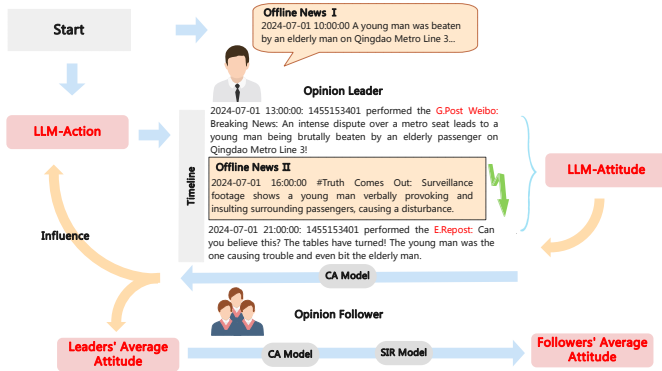 Start
Offline News I
2024-07-01 10:00:00 A young man was beaten
by an elderly man on Qingdao Metro Line 3...
Opinion Leader
LLM-Action
Timeline
2024-07-01 13:00:00: 1455153401 performed the G.Post Weibo:
Breaking News: An intense dispute over a metro seat leads to a
young man being brutally beaten by an elderly passenger on
Qingdao Metro Line 3!
Offline News II
2024-07-01 16:00:00 #Truth Comes Out: Surveillance
footage shows a young man verbally provoking and
insulting surrounding passengers, causing a disturbance.
2024-07-01 21:00:00: 1455153401 performed the E.Repost: Can
you believe this? The tables have turned! The young man was the
one causing trouble and even bit the elderly man.
LLM-Attitude
Influence
CA Model
Opinion Follower
Leaders' Average
Attitude
CA Model
SIR Model
Followers' Average
Attitude